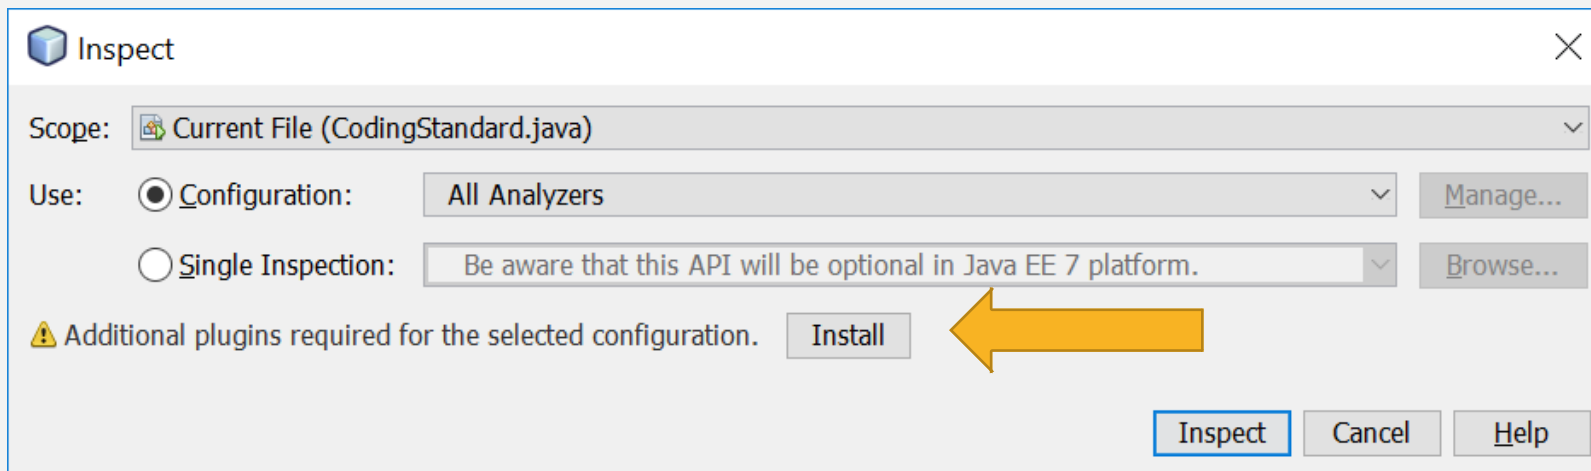 Inspect
Scope: Current File (CodingStandard.java)
Use: Configuration: All Analyzers Manage...
Single Inspection: Be aware that this API will be optional in Java EE 7 platform. Browse...
Additional plugins required for the selected configuration. Install
Inspect Cancel Help